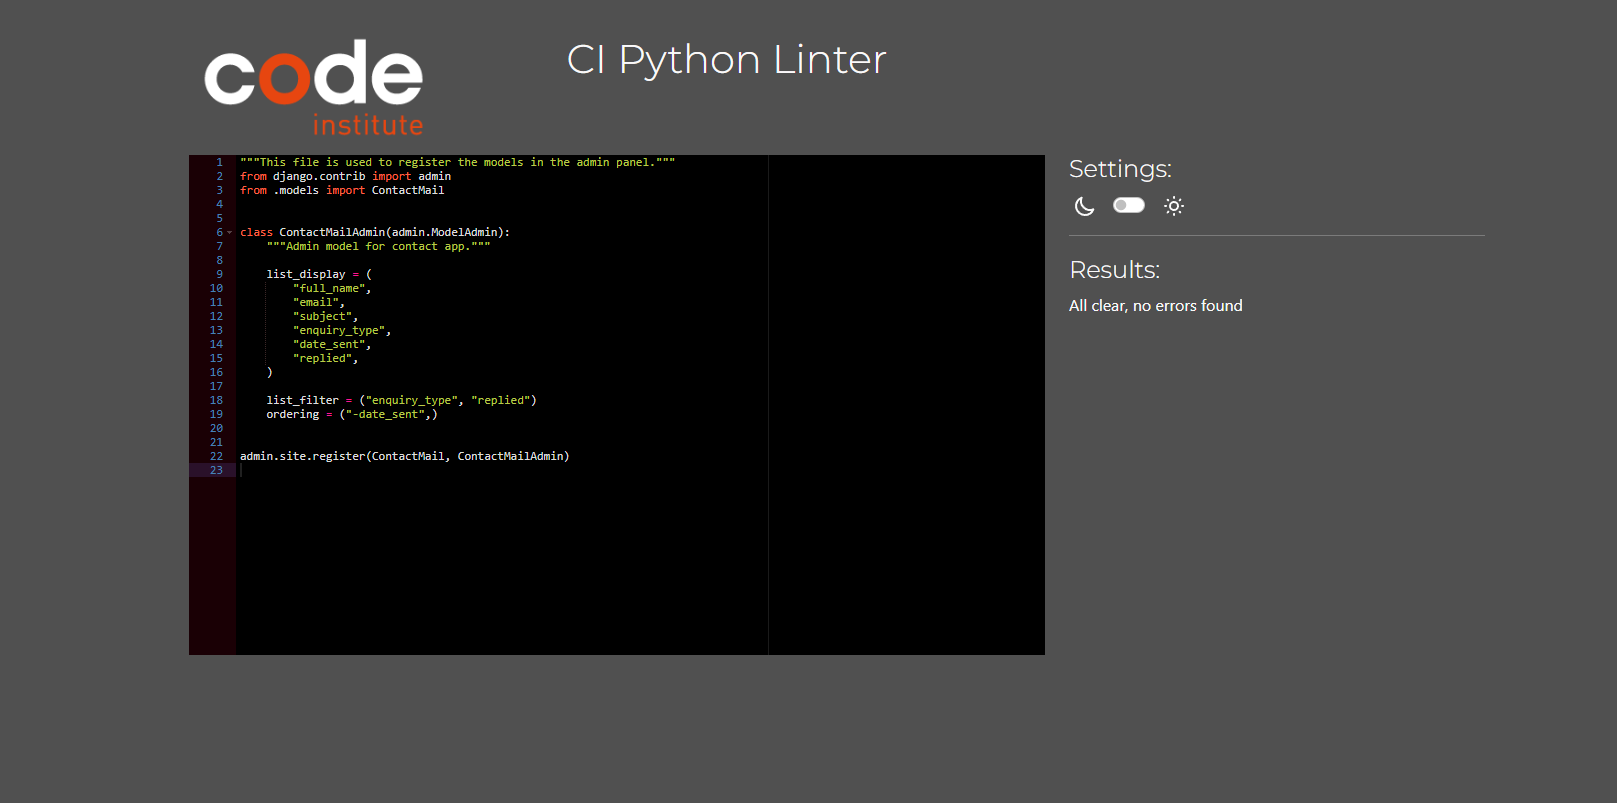 code
institute
CI Python Linter
1 """This file is used to register the models in the admin panel."""
2 from django.contrib import admin
3 from .models import ContactMail
4
5
6 class ContactMailAdmin(admin.ModelAdmin):
7     """Admin model for contact app."""
8
9     list_display = (
10         "full_name",
11         "email",
12         "subject",
13         "enquiry_type",
14         "date_sent",
15         "replied",
16     )
17
18     list_filter = ("enquiry_type", "replied")
19     ordering = ("-date_sent",)
20
21
22 admin.site.register(ContactMail, ContactMailAdmin)
23
Settings:
Results:
All clear, no errors found